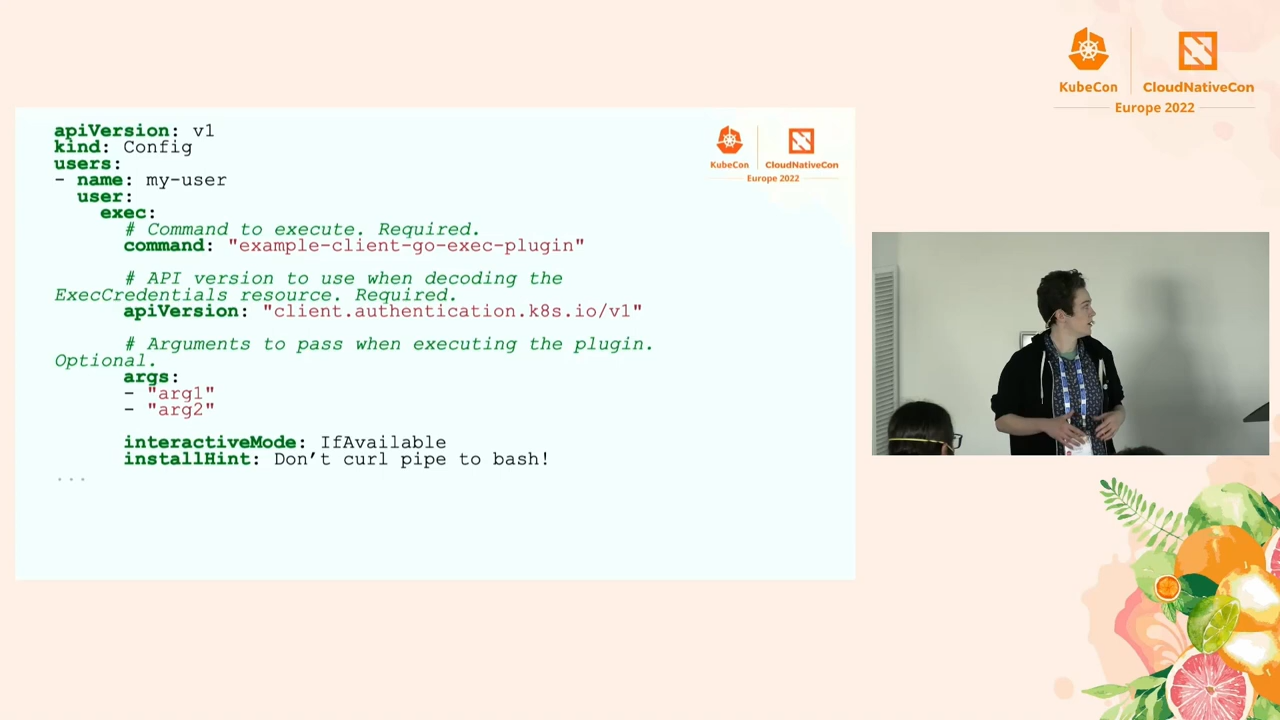 apiVersion: v1
kind: Config
users:
- name: my-user
  user:
    exec:
      # Command to execute. Required.
      command: "example-client-go-exec-plugin"
      # API version to use when decoding the
ExecCredentials resource. Required.
      apiVersion: "client.authentication.k8s.io/v1"
      # Arguments to pass when executing the plugin.
Optional.
      args:
      - "arg1"
      - "arg2"
      interactiveMode: IfAvailable
      installHint: Don’t curl pipe to bash!
...
KubeCon CloudNativeCon
Europe 2022
KubeCon CloudNativeCon
Europe 2022